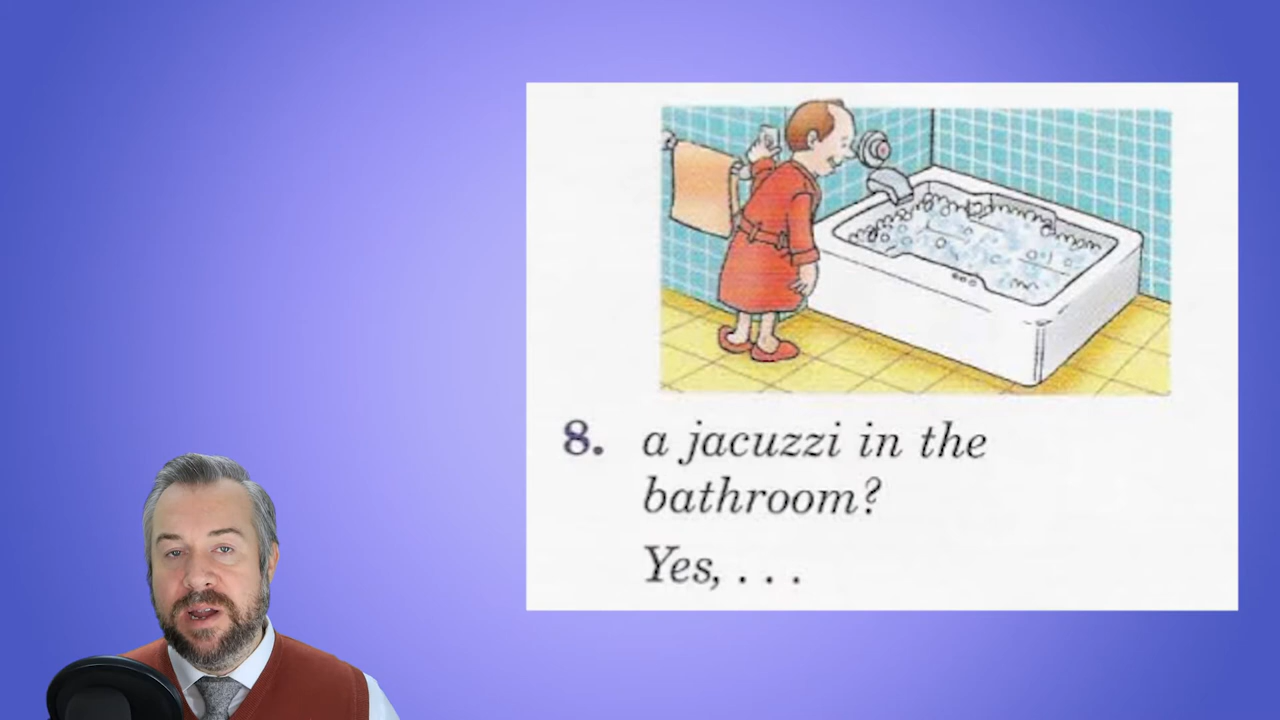 8. a jacuzzi in the
bathroom?
Yes, . . .